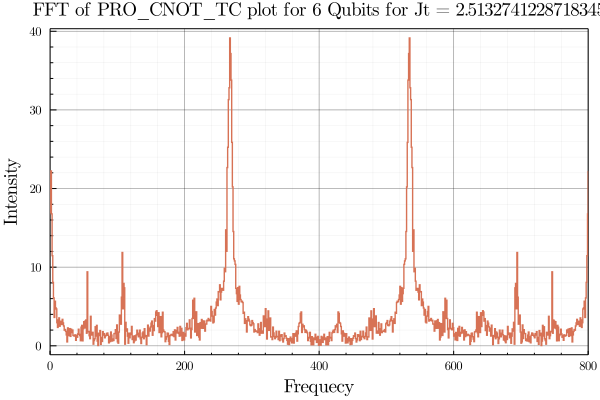 FFT of PRO_CNOT_TC plot for 6 Qubits for Jt = 2.5132741228718345
40
30
20
10
0
Intensity
0 200 400 600 800
Frequecy